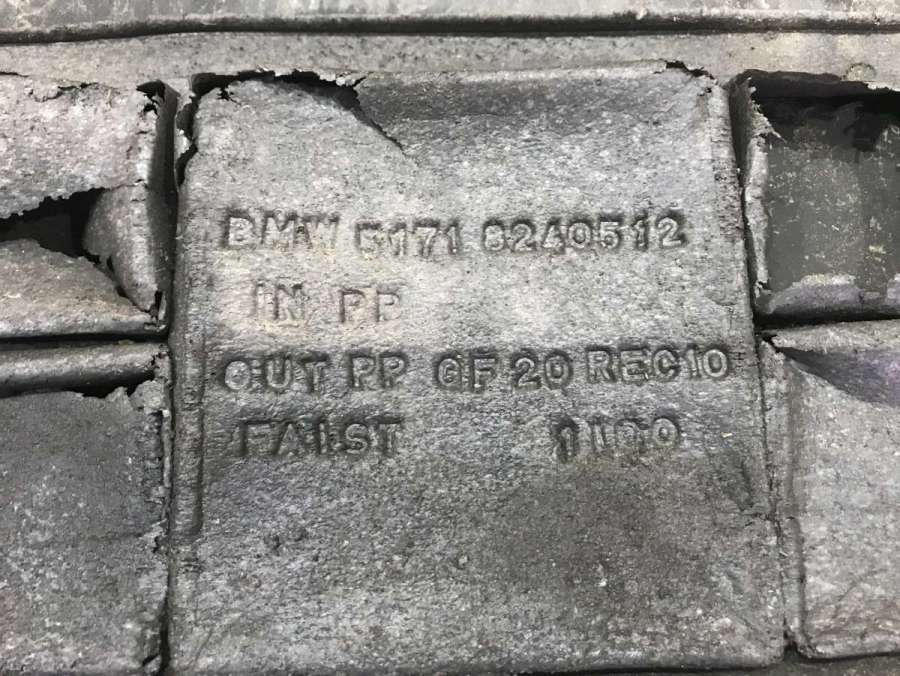 BMW 5171 8240512
IN PP
OUT PP GF 20 REC10
FAIST 1100